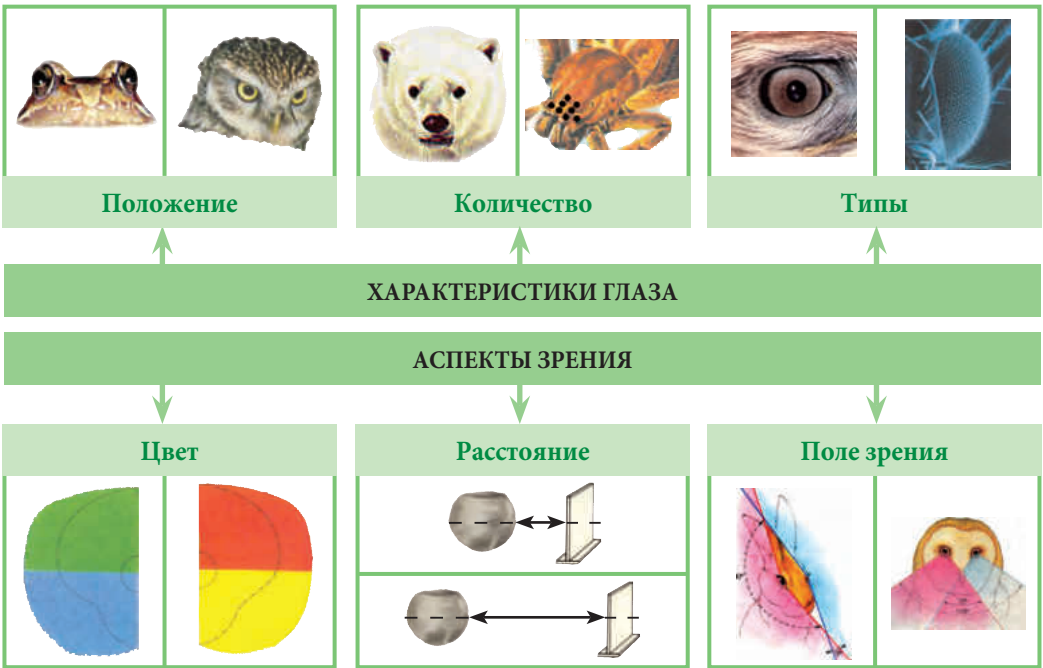 Положение
Количество
Типы
ХАРАКТЕРИСТИКИ ГЛАЗА
АСПЕКТЫ ЗРЕНИЯ
Цвет
Расстояние
Поле зрения